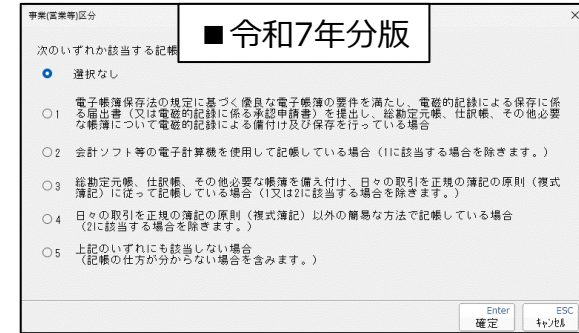 事業(営業等)区分
■令和7年分版
次のいずれか該当する記帳
選択なし
1 電子帳簿保存法の規定に基づく優良な電子帳簿の要件を満たし、電磁的記録による保存に係
る届出書（又は電磁的記録に係る承認申請書）を提出し、総勘定元帳、仕訳帳、その他必要
な帳簿について電磁的記録による備付け及び保存を行っている場合
2 会計ソフト等の電子計算機を使用して記帳している場合（1に該当する場合を除きます。）
3 総勘定元帳、仕訳帳、その他必要な帳簿を備え付け、日々の取引を正規の簿記の原則（複式
簿記）に従って記帳している場合（1又は2に該当する場合を除きます。）
4 日々の取引を正規の簿記の原則（複式簿記）以外の簡易な方法で記帳している場合
（2に該当する場合を除きます。）
5 上記のいずれにも該当しない場合
（記帳の仕方が分からない場合を含みます。）
Enter
確定
ESC
ｷｬﾝｾﾙ